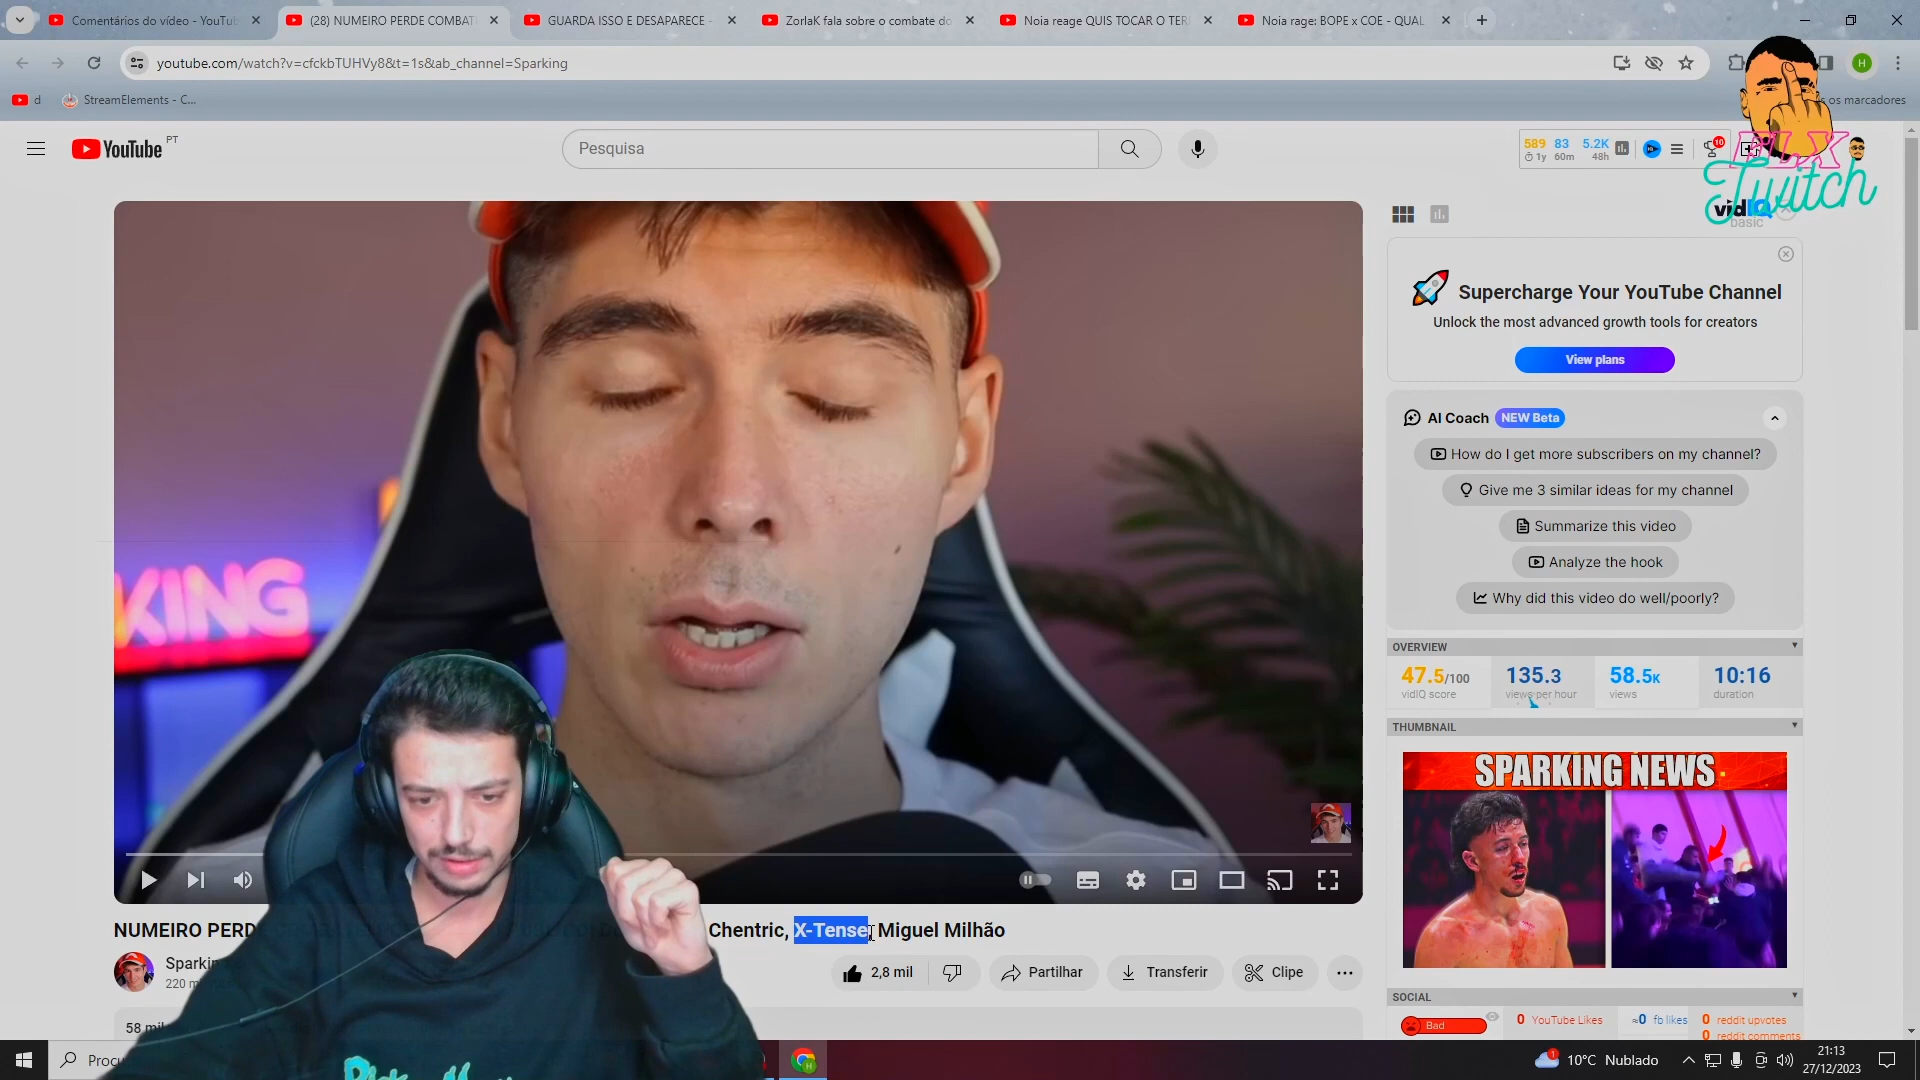 Comentários do vídeo - YouTub
(28) NUMEIRO PERDE COMBAT
GUARDA ISSO E DESAPARECE -
ZorlaK fala sobre o combate do
Noia reage QUIS TOCAR O TER
Noia rage: BOPE x COE - QUAL
youtube.com/watch?v=cfckbTUHVy8&t=1s&ab_channel=Sparking
H
d
StreamElements - C...
os marcadores
YouTube PT
Pesquisa
589 83 5.2K
1y 60m 48h
10
Twitch
vidIQ
basic
Supercharge Your YouTube Channel
Unlock the most advanced growth tools for creators
View plans
AI Coach NEW Beta
How do I get more subscribers on my channel?
Give me 3 similar ideas for my channel
Summarize this video
Analyze the hook
Why did this video do well/poorly?
KING
OVERVIEW
47.5/100 135.3 58.5K 10:16
vidIQ score views per hour views duration
THUMBNAIL
SPARKING NEWS
NUMEIRO PERD
Chentric, X-Tense, Miguel Milhão
Sparkin
220 m
2,8 mil
Partilhar
Transferir
Clipe
58 mil
SOCIAL
Bad
0 YouTube Likes
≈0 fb likes
0 reddit upvotes
0 reddit comments
Procu
1
10°C Nublado
21:13
27/12/2023